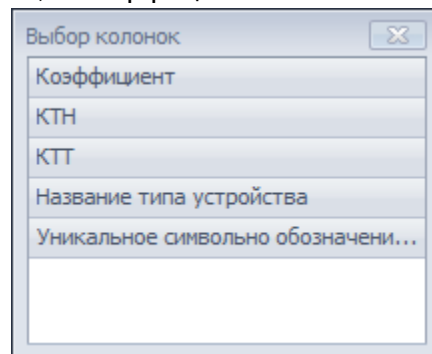 Выбор колонок
Коэффициент
КТН
КТТ
Название типа устройства
Уникальное символьно обозначени...